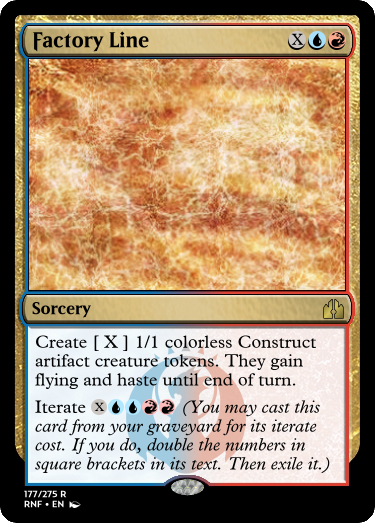 Factory Line X
Sorcery
Create [ X ] 1/1 colorless Construct
artifact creature tokens. They gain
flying and haste until end of turn.
Iterate X (You may cast this
card from your graveyard for its iterate
cost. If you do, double the numbers in
square brackets in its text. Then exile it.)
177/275 R
RNF • EN